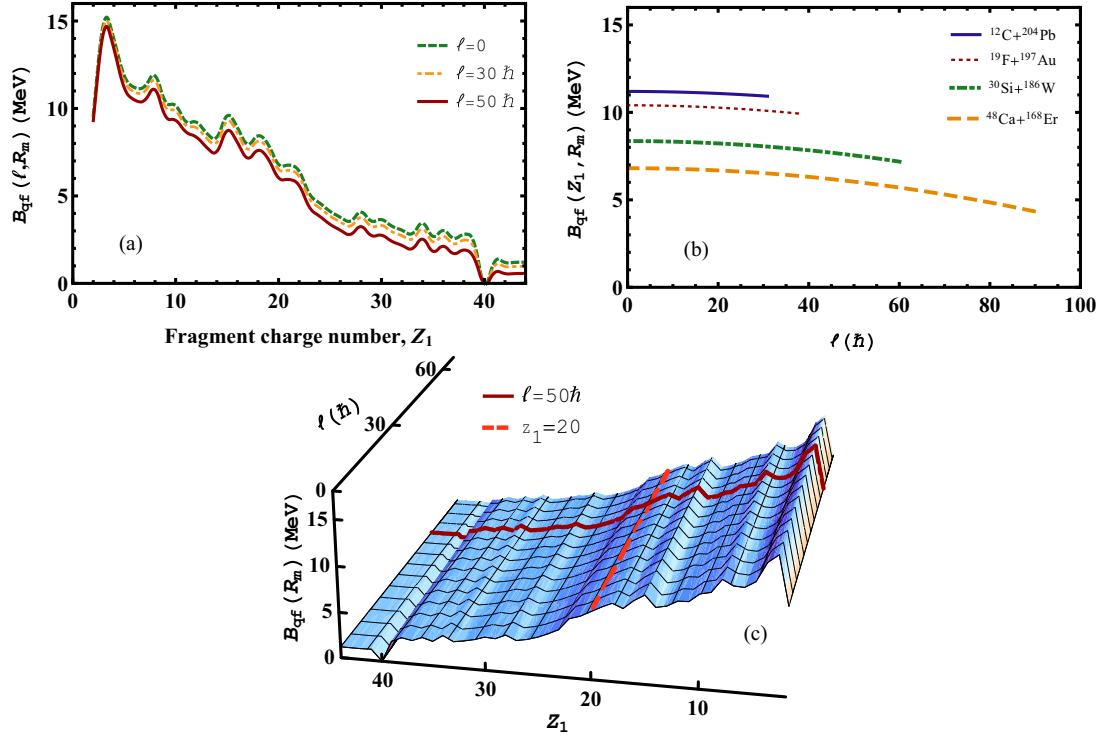 B_qf (ℓ,R_m) (MeV)
15
10
5
0
ℓ=0
ℓ=30 ℏ
ℓ=50 ℏ
(a)
0 10 20 30 40
Fragment charge number, Z_1
B_qf (Z_1, R_m) (MeV)
15
10
5
0
¹²C+²⁰⁴Pb
¹⁹F+¹⁹⁷Au
³⁰Si+¹⁸⁶W
⁴⁸Ca+¹⁶⁸Er
(b)
0 20 40 60 80 100
ℓ (ℏ)
60
ℓ (ℏ)
30
0
ℓ=50ℏ
z_1=20
B_qf (R_m) (MeV)
15
10
5
0
(c)
40 30 20 10
Z_1